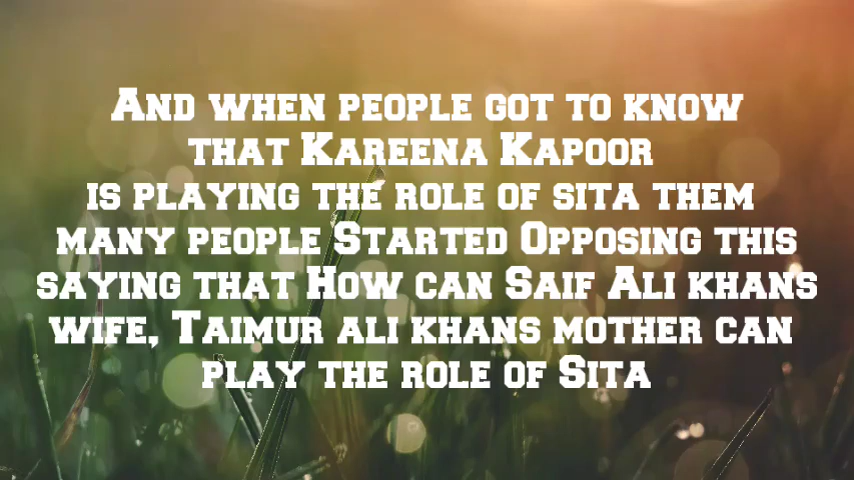 And when people got to know
that Kareena Kapoor
is playing the role of sita them
many people Started Opposing this
saying that How can Saif Ali khans
wife, Taimur ali khans mother can
play the role of Sita